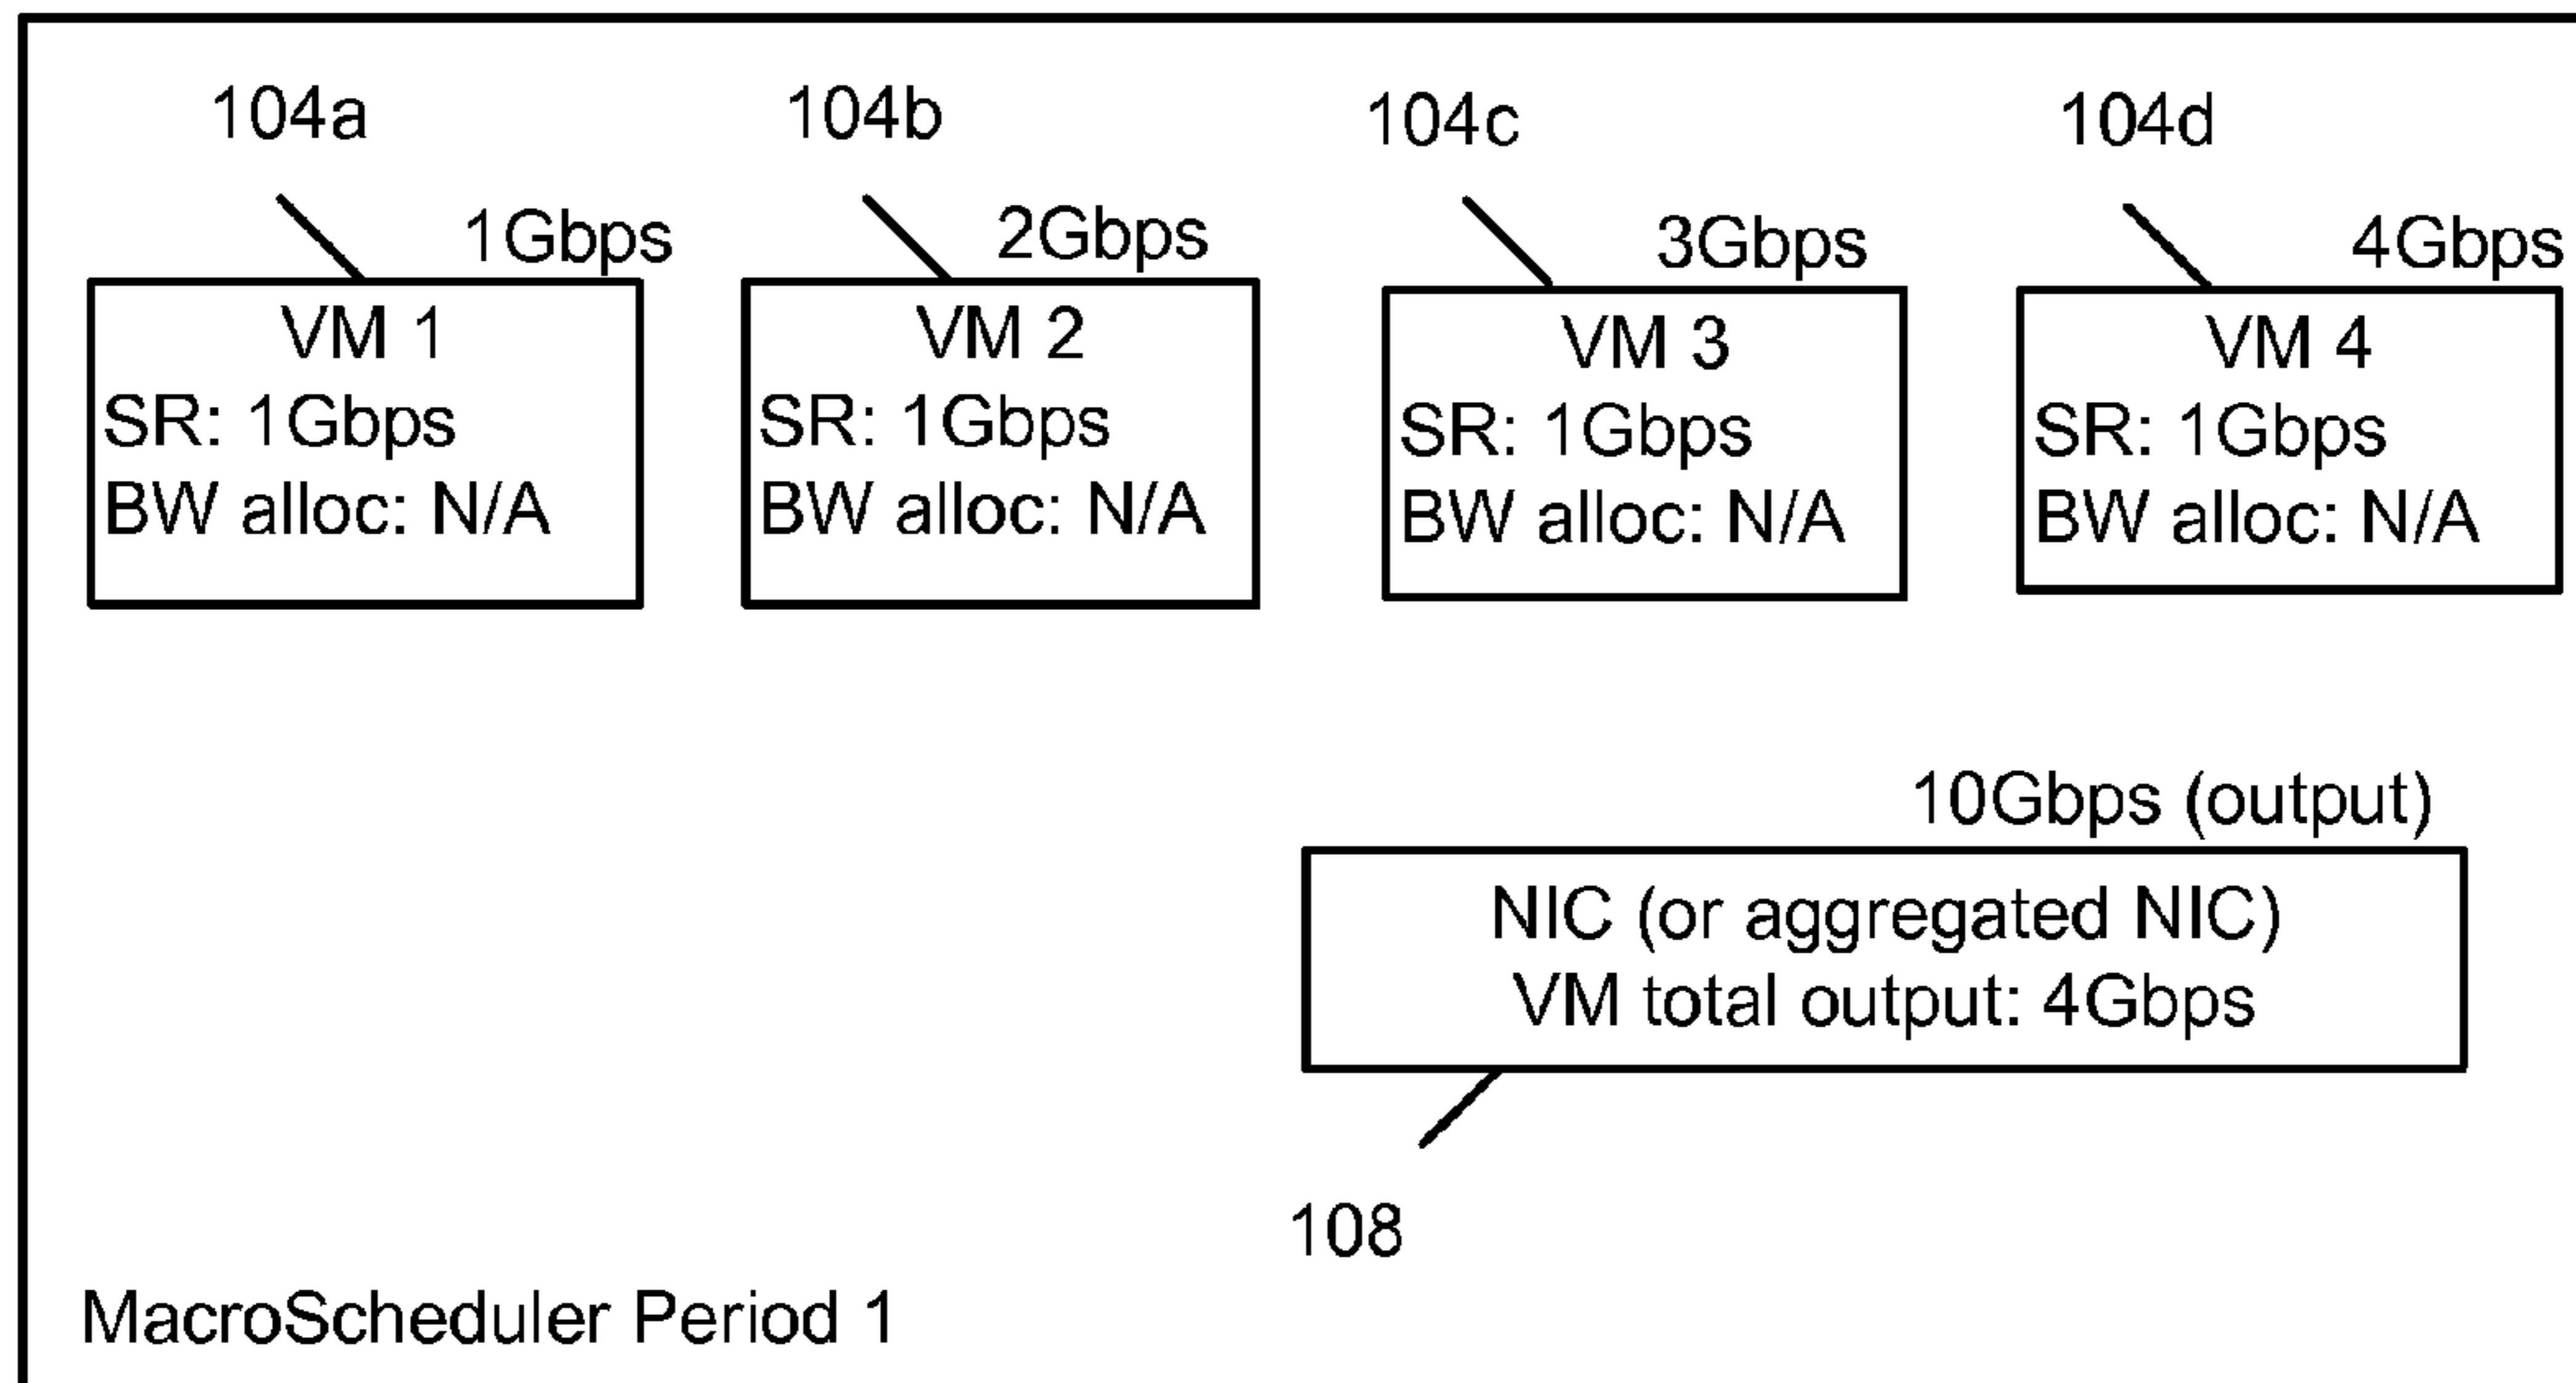 104a
104b
104c
104d
1Gbps
2Gbps
3Gbps
4Gbps
VM 1
SR: 1Gbps
BW alloc: N/A
VM 2
SR: 1Gbps
BW alloc: N/A
VM 3
SR: 1Gbps
BW alloc: N/A
VM 4
SR: 1Gbps
BW alloc: N/A
10Gbps (output)
NIC (or aggregated NIC)
VM total output: 4Gbps
108
MacroScheduler Period 1